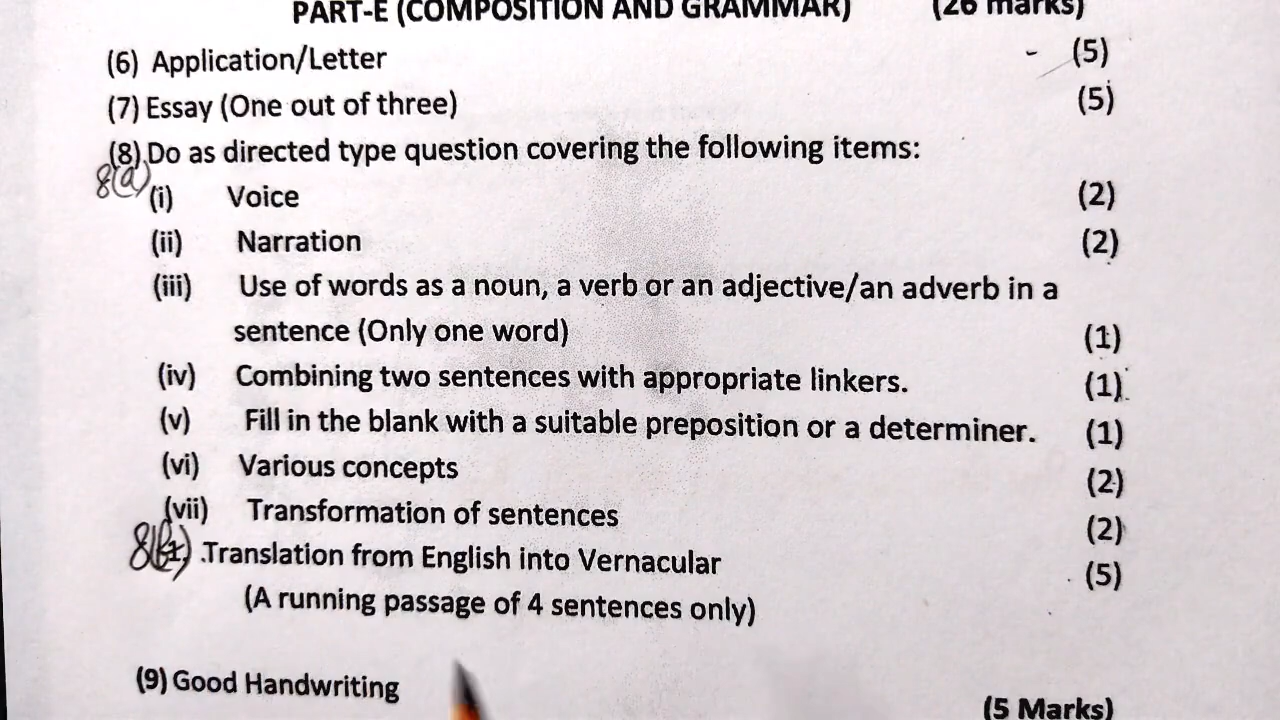 PART-E (COMPOSITION AND GRAMMAR) (26 marks)
(6) Application/Letter - (5)
(7) Essay (One out of three) (5)
(8) Do as directed type question covering the following items:
8(a)
(i) Voice (2)
(ii) Narration (2)
(iii) Use of words as a noun, a verb or an adjective/an adverb in a
sentence (Only one word) (1)
(iv) Combining two sentences with appropriate linkers. (1)
(v) Fill in the blank with a suitable preposition or a determiner. (1)
(vi) Various concepts (2)
(vii) Transformation of sentences (2)
8(b) .Translation from English into Vernacular (5)
(A running passage of 4 sentences only)
(9) Good Handwriting
(5 Marks)